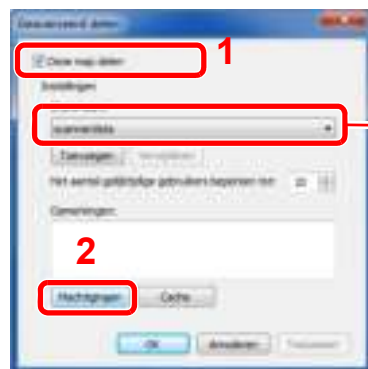 Geavanceerd delen
1
Deze map delen
Instellingen
scannerdata
Toevoegen Verwijderen
Het aantal gelijktijdige gebruikers beperken tot: 20
Opmerkingen:
2
Machtigingen Cache
OK Annuleren Toepassen